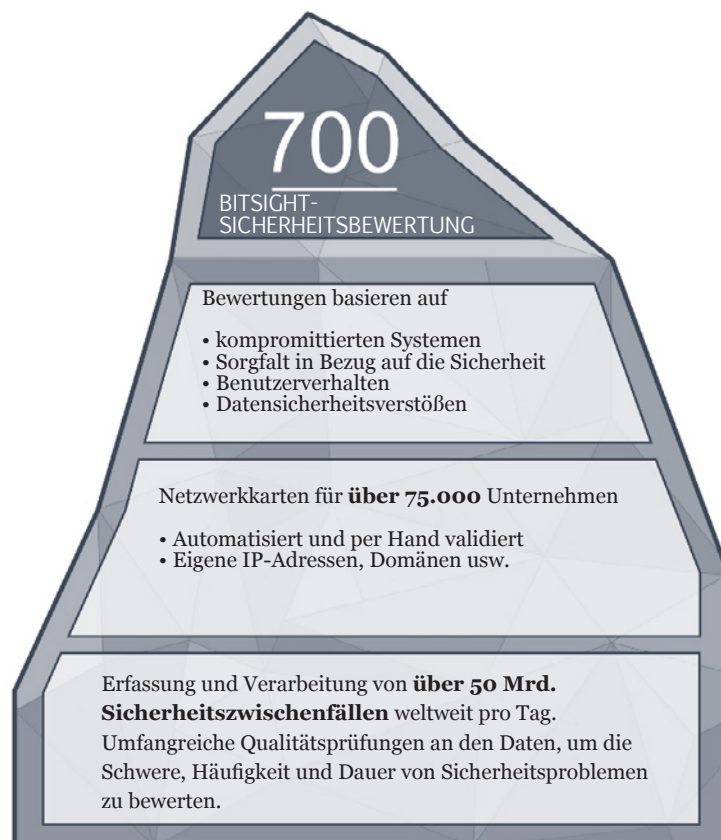 700
BITSIGHT-
SICHERHEITSBEWERTUNG
Bewertungen basieren auf
• kompromittierten Systemen
• Sorgfalt in Bezug auf die Sicherheit
• Benutzerverhalten
• Datensicherheitsverstößen
Netzwerkkarten für über 75.000 Unternehmen
• Automatisiert und per Hand validiert
• Eigene IP-Adressen, Domänen usw.
Erfassung und Verarbeitung von über 50 Mrd.
Sicherheitszwischenfällen weltweit pro Tag.
Umfangreiche Qualitätsprüfungen an den Daten, um die
Schwere, Häufigkeit und Dauer von Sicherheitsproblemen
zu bewerten.